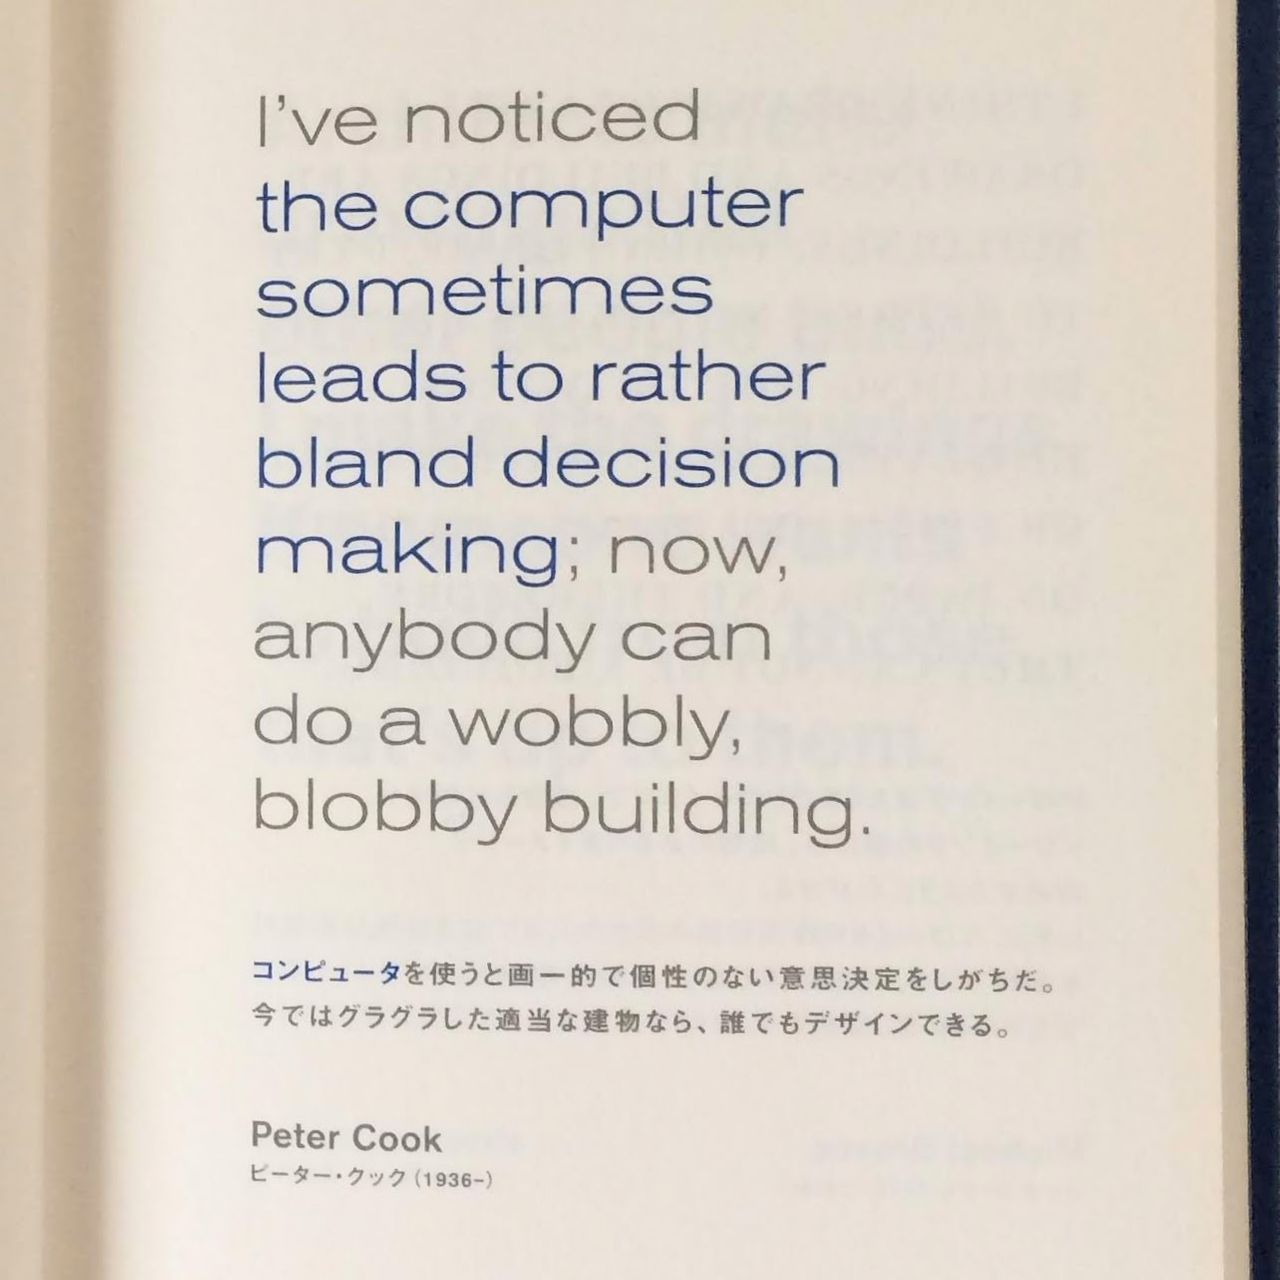 I've noticed
the computer
sometimes
leads to rather
bland decision
making; now,
anybody can
do a wobbly,
blobby building.
コンピュータを使うと画一的で個性のない意思決定をしがちだ。
今ではグラグラした適当な建物なら、誰でもデザインできる。
Peter Cook
ピーター・クック（1936–）